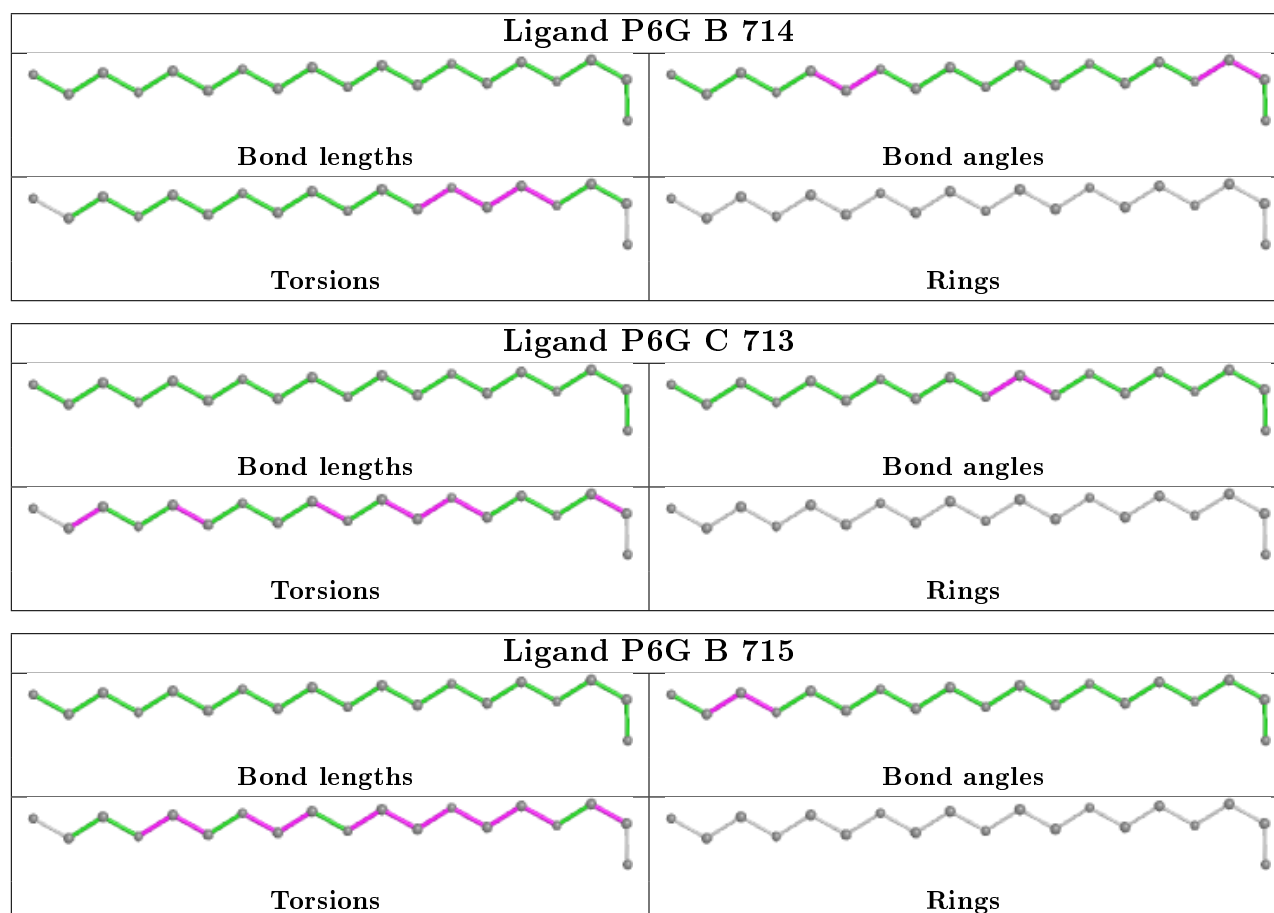 Ligand P6G B 714
Bond lengths Bond angles
Torsions Rings
Ligand P6G C 713
Bond lengths Bond angles
Torsions Rings
Ligand P6G B 715
Bond lengths Bond angles
Torsions Rings